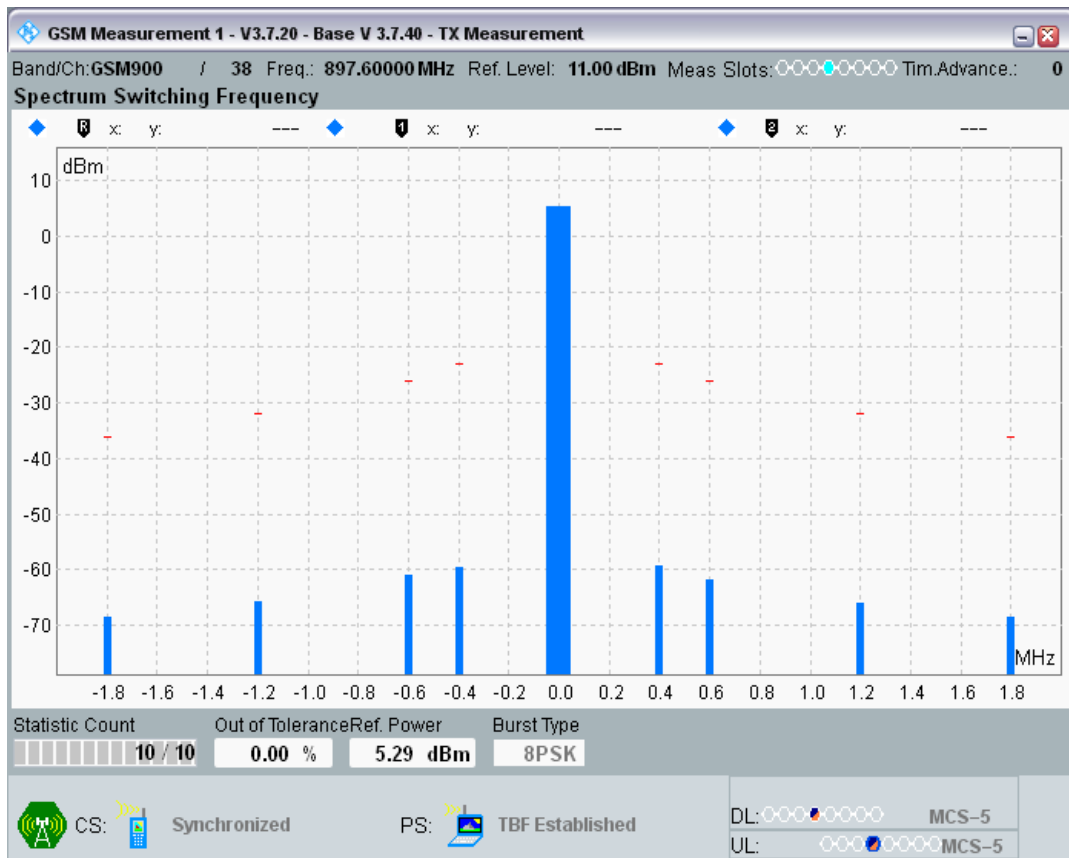 GSM Measurement 1 - V3.7.20 - Base V 3.7.40 - TX Measurement
Band/Ch:GSM900 / 38 Freq.: 897.60000 MHz Ref. Level: 11.00 dBm Meas Slots: Tim.Advance.: 0
Spectrum Switching Frequency
R x: y: --- 1 x: y: --- 2 x: y: ---
dBm
10
0
-10
-20
-30
-40
-50
-60
-70
MHz
-1.8 -1.6 -1.4 -1.2 -1.0 -0.8 -0.6 -0.4 -0.2 0.0 0.2 0.4 0.6 0.8 1.0 1.2 1.4 1.6 1.8
Statistic Count Out of Tolerance Ref. Power Burst Type
10 / 10 0.00 % 5.29 dBm 8PSK
CS: Synchronized PS: TBF Established DL: MCS-5
UL: MCS-5